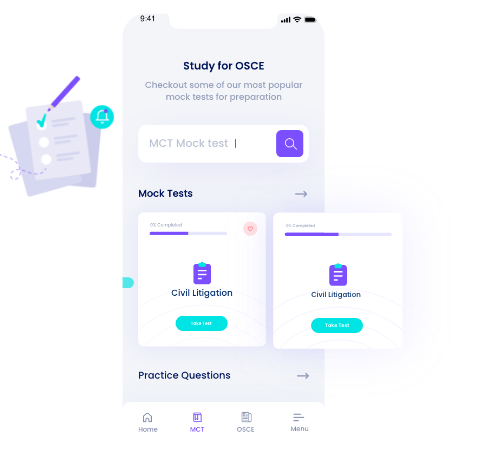 9:41
Study for OSCE
Checkout some of our most popular
mock tests for preparation
MCT Mock test
Mock Tests
0% Completed
0% Completed
Civil Litigation
Civil Litigation
Take Test
Take Test
Practice Questions
Home
MCT
OSCE
Menu